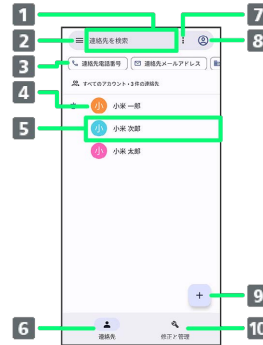 1
7
2
連絡先を検索
8
3
連絡先電話番号
連絡先メールアドレス
すべてのアカウント・3 件の連絡先
4
小
小米 一郎
5
小
小米 次郎
小
小米 太郎
+
9
6
連絡先
修正と管理
10